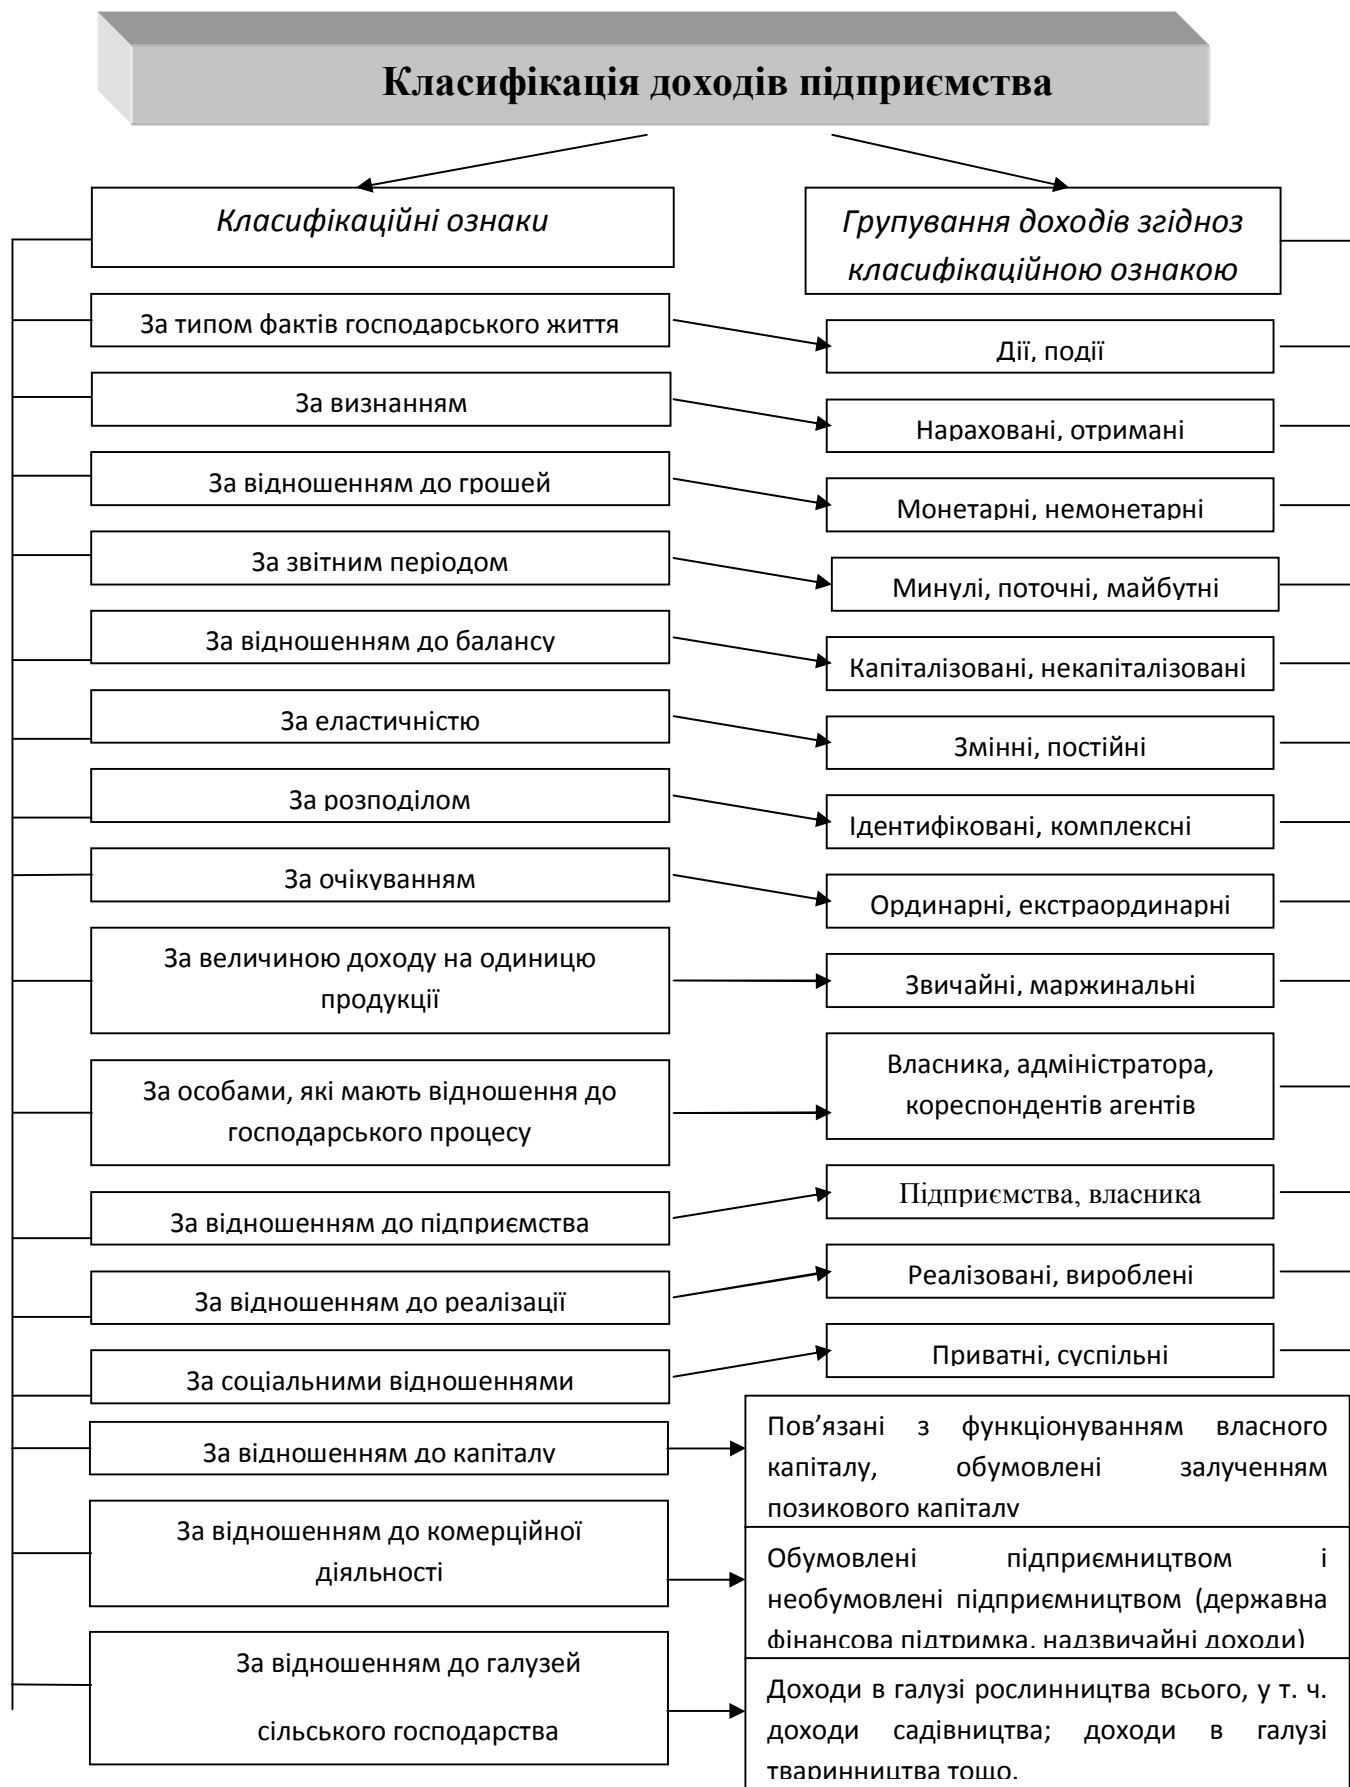 Класифікація доходів підприємства
Класифікаційні ознаки
Групування доходів згідноз
класифікаційною ознакою
За типом фактів господарського життя
Дії, події
За визнанням
Нараховані, отримані
За відношенням до грошей
Монетарні, немонетарні
За звітним періодом
Минулі, поточні, майбутні
За відношенням до балансу
Капіталізовані, некапіталізовані
За еластичністю
Змінні, постійні
За розподілом
Ідентифіковані, комплексні
За очікуванням
Ординарні, екстраординарні
За величиною доходу на одиницю
продукції
Звичайні, маржинальні
За особами, які мають відношення до
господарського процесу
Власника, адміністратора,
кореспондентів агентів
За відношенням до підприємства
Підприємства, власника
За відношенням до реалізації
Реалізовані, вироблені
За соціальними відношеннями
Приватні, суспільні
За відношенням до капіталу
Пов’язані з функціонуванням власного
капіталу, обумовлені залученням
позикового капіталу
За відношенням до комерційної
діяльності
Обумовлені підприємництвом і
необумовлені підприємництвом (державна
фінансова підтримка, надзвичайні доходи)
За відношенням до галузей
сільського господарства
Доходи в галузі рослинництва всього, у т. ч.
доходи садівництва; доходи в галузі
тваринництва тощо.